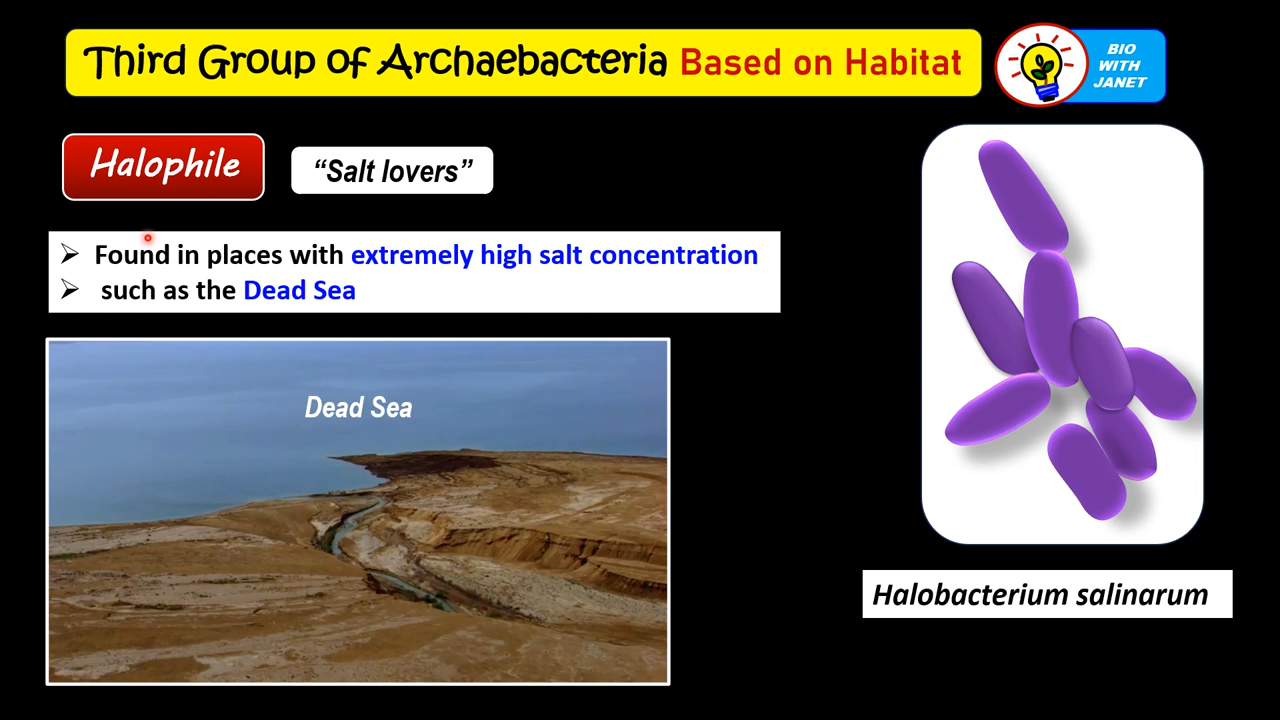 Third Group of Archaebacteria Based on Habitat
BIO
WITH
JANET
Halophile
“Salt lovers”
Found in places with extremely high salt concentration
such as the Dead Sea
Dead Sea
Halobacterium salinarum